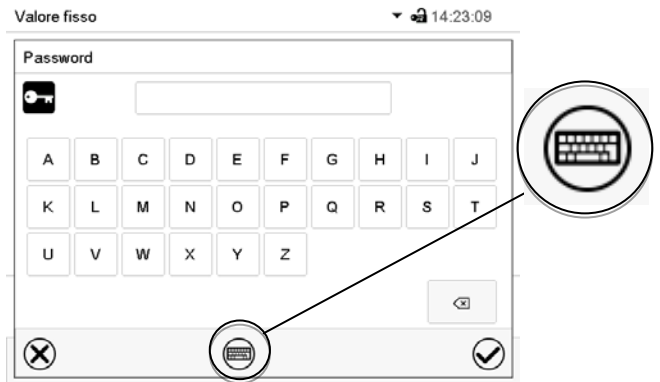 Valore fisso 14:23:09
Password
A B C D E F G H I J
K L M N O P Q R S T
U V W X Y Z